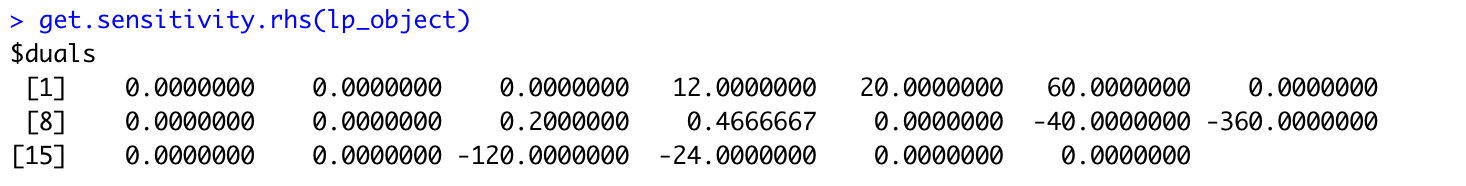 > get.sensitivity.rhs(lp_object)
$duals
[1] 0.0000000 0.0000000 0.0000000 12.0000000 20.0000000 60.0000000 0.0000000
[8] 0.0000000 0.0000000 0.2000000 0.4666667 0.0000000 -40.0000000 -360.0000000
[15] 0.0000000 0.0000000 -120.0000000 -24.0000000 0.0000000 0.0000000